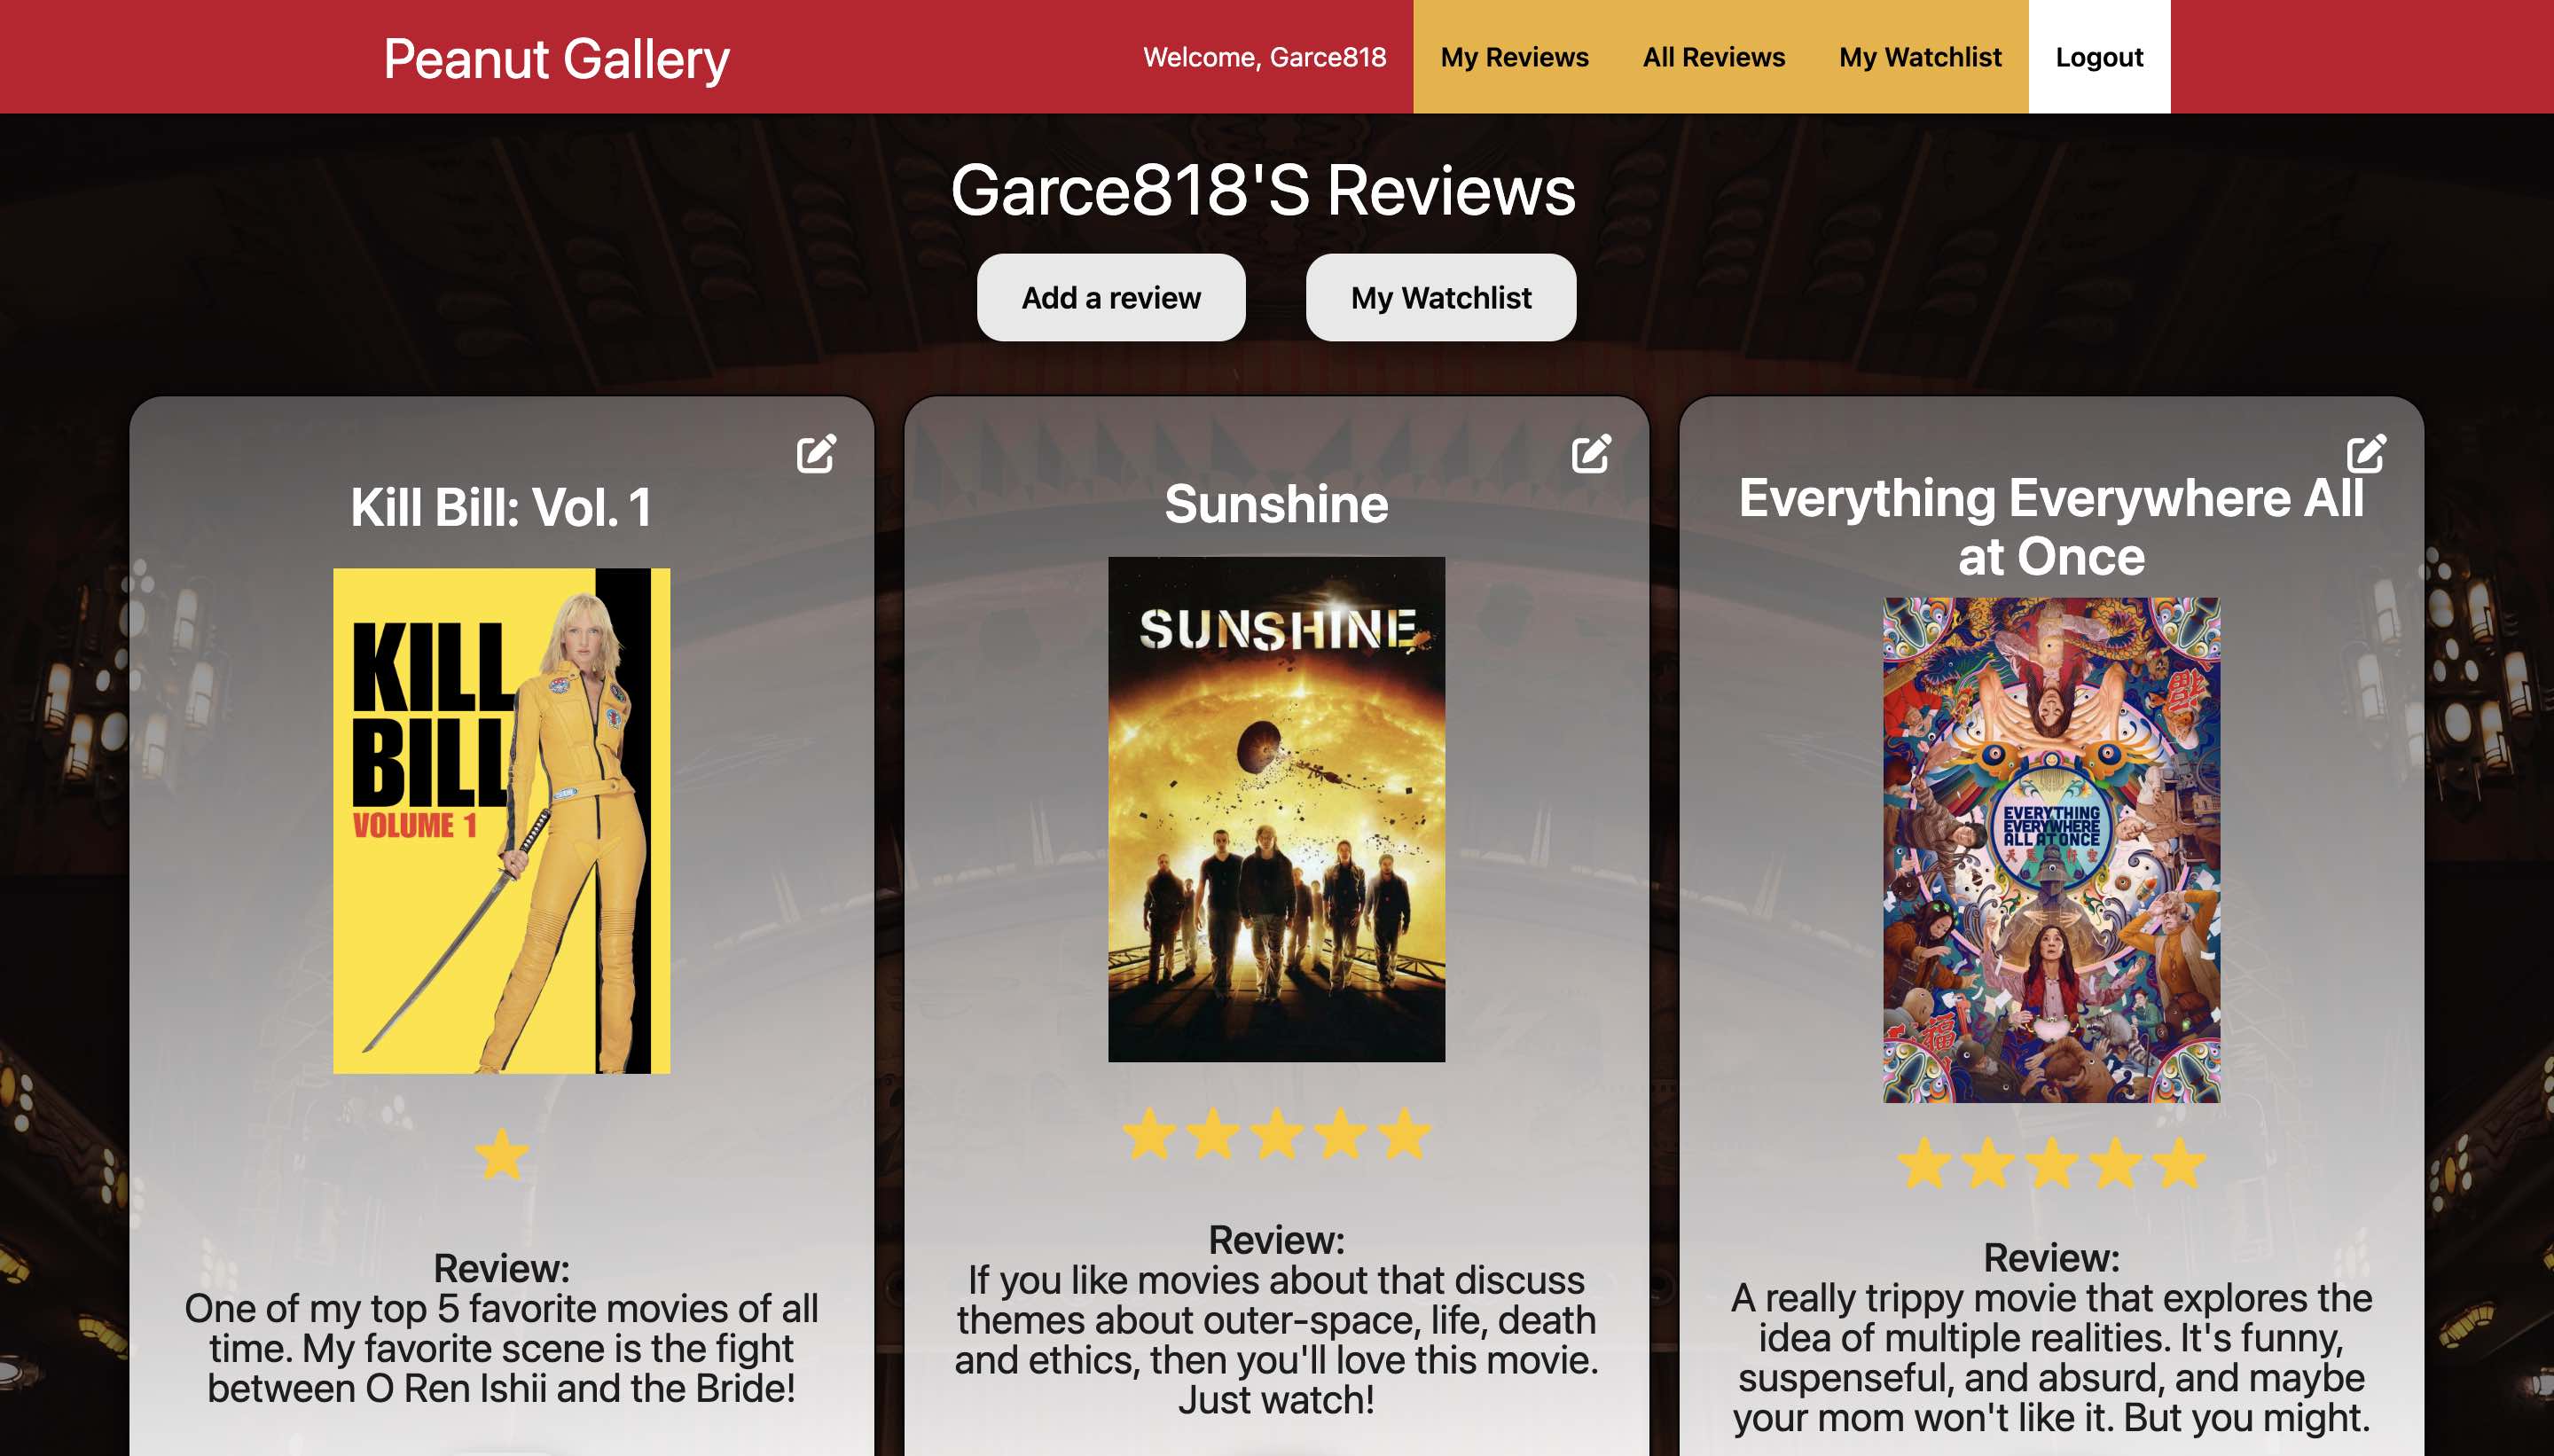 Peanut Gallery
Welcome, Garce818
My Reviews
All Reviews
My Watchlist
Logout
Garce818'S Reviews
Add a review
My Watchlist
Kill Bill: Vol. 1
KILL
BILL
VOLUME 1
Review:
One of my top 5 favorite movies of all
time. My favorite scene is the fight
between O Ren Ishii and the Bride!
Sunshine
SUNSHINE
Review:
If you like movies about that discuss
themes about outer-space, life, death
and ethics, then you'll love this movie.
Just watch!
Everything Everywhere All
at Once
EVERYTHING
EVERYWHERE
ALL AT ONCE
Review:
A really trippy movie that explores the
idea of multiple realities. It's funny,
suspenseful, and absurd, and maybe
your mom won't like it. But you might.